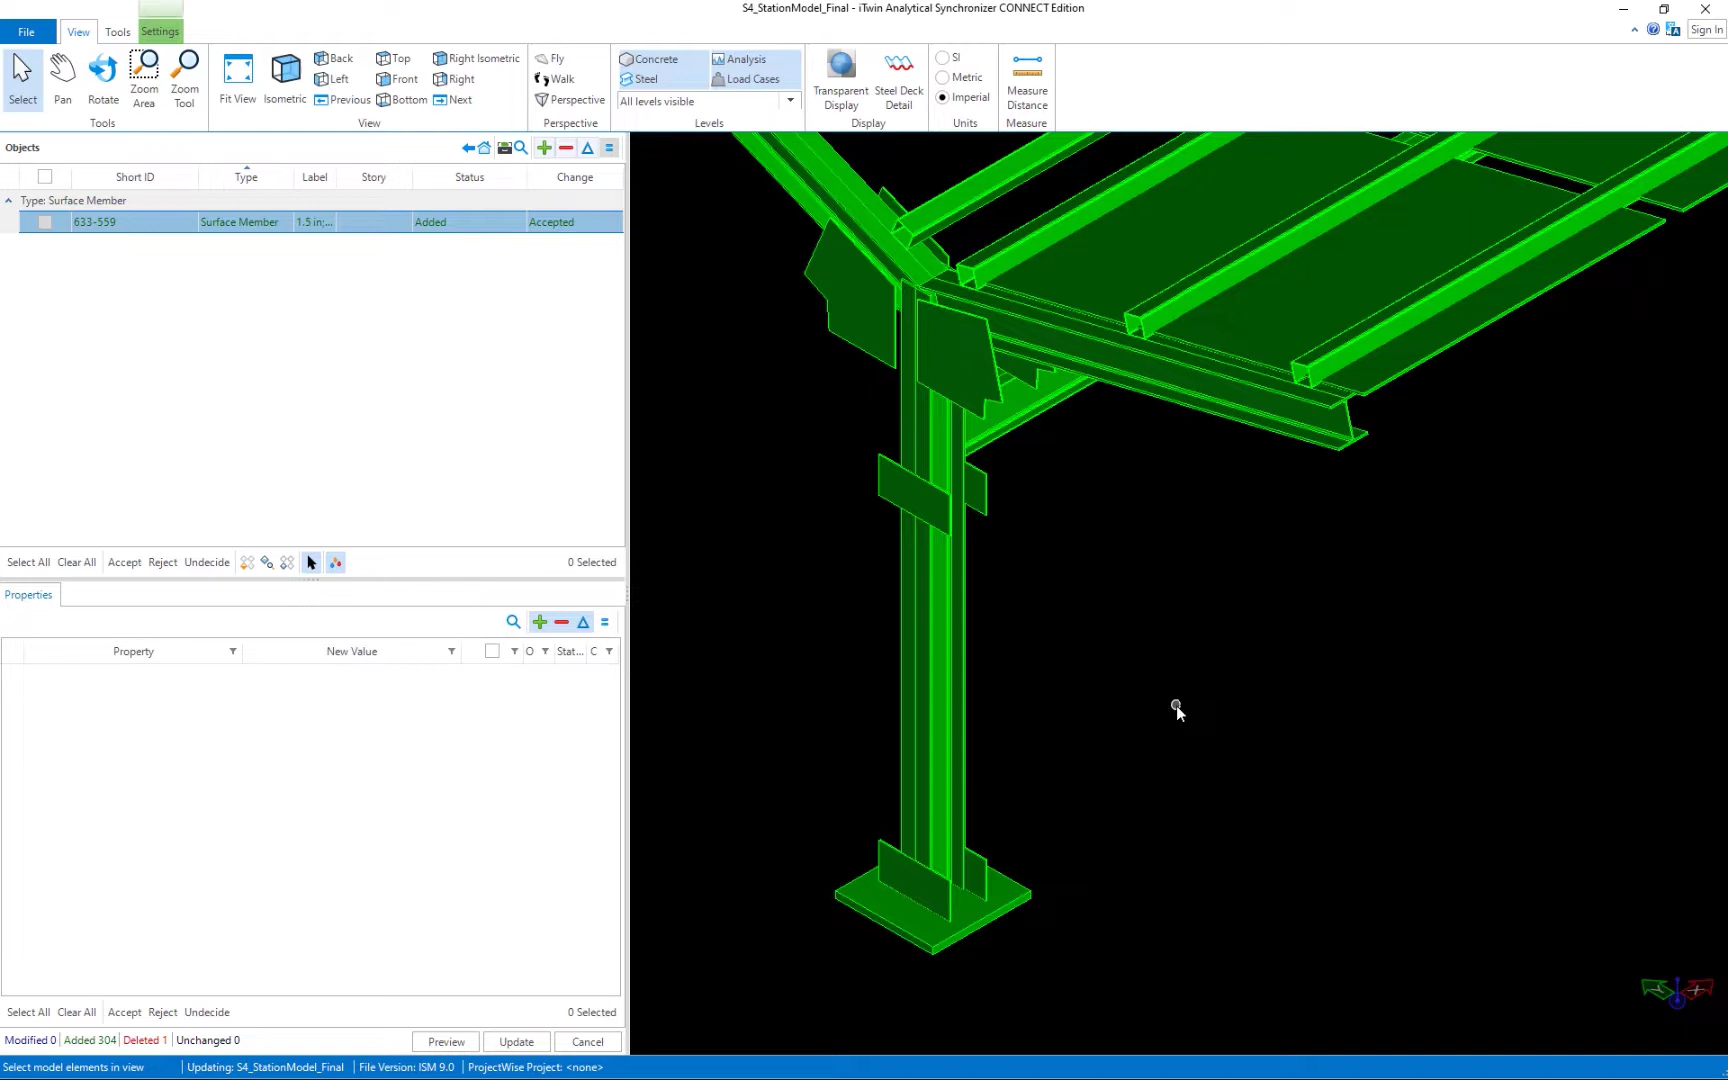 S4_StationModel_Final - iTwin Analytical Synchronizer CONNECT Edition
File View Tools Settings Sign In
Select Pan Rotate Zoom Area Zoom Tool
Tools
Fit View Isometric Back Top Right Isometric
Left Front Right
Previous Bottom Next
View
Fly
Walk
Perspective
Perspective
Concrete Analysis
Steel Load Cases
All levels visible
Levels
Transparent Display Steel Deck Detail
Display
SI
Metric
Imperial
Units
Measure Distance
Measure
Objects
Short ID Type Label Story Status Change
Type: Surface Member
633-559 Surface Member 1.5 in;... Added Accepted
Select All Clear All Accept Reject Undecide 0 Selected
Properties
Property New Value O Stat... C
Select All Clear All Accept Reject Undecide 0 Selected
Modified 0 Added 304 Deleted 1 Unchanged 0 Preview Update Cancel
Select model elements in view Updating: S4_StationModel_Final File Version: ISM 9.0 ProjectWise Project: <none>